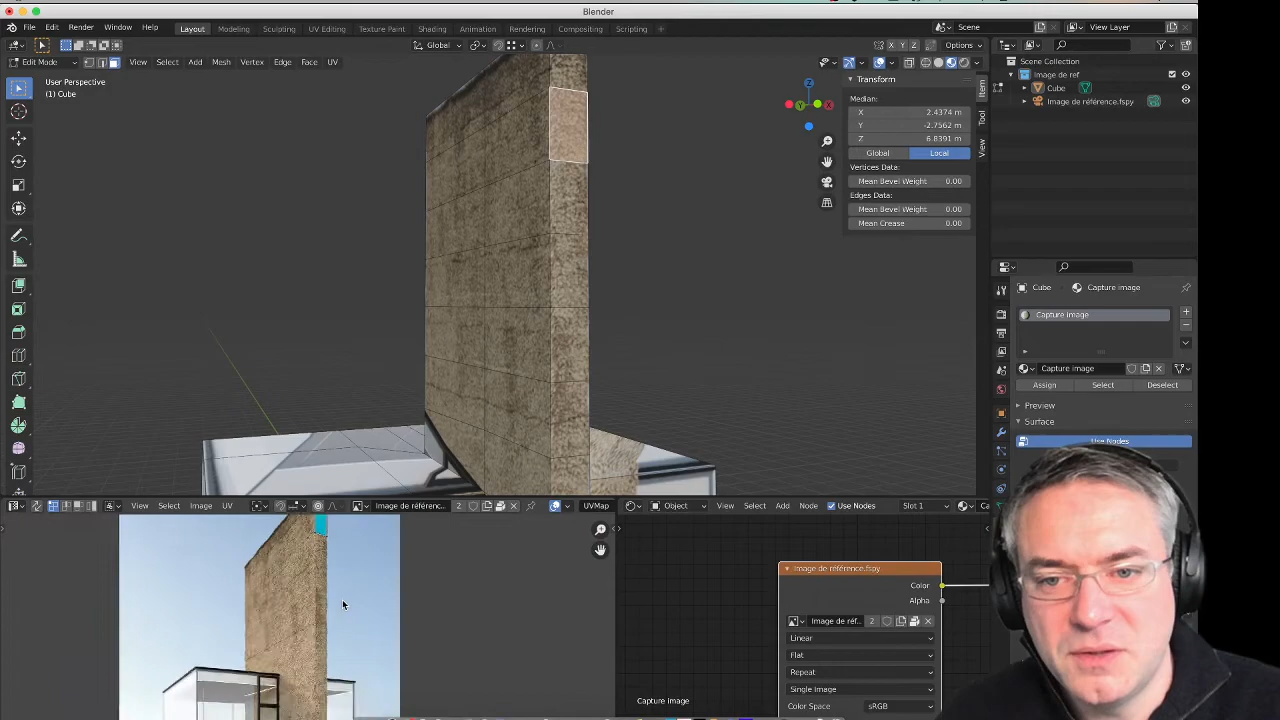 Blender
File Edit Render Window Help
Layout Modeling Sculpting UV Editing Texture Paint Shading Animation Rendering Compositing Scripting +
Scene
View Layer
Edit Mode
View Select Add Mesh Vertex Edge Face UV
Global
X Y Z
Options
User Perspective
(1) Cube
Z
X
Y
Transform
Median:
X 2.4374 m
Y -2.7562 m
Z 6.8391 m
Global Local
Vertices Data:
Mean Bevel Weight 0.00
Edges Data:
Mean Bevel Weight 0.00
Mean Crease 0.00
Item
Tool
View
Scene Collection
Image de ref
Cube
Image de référence.fspy
Cube
Capture image
Capture image
Capture image
Assign Select Deselect
Preview
Surface
Use Nodes
View Select Image UV
Image de référenc...
2
UVMap
Object
View Select Add Node
Use Nodes
Slot 1
Ca
Image de référence.fspy
Color
Alpha
Image de réf...
2
Linear
Flat
Repeat
Single Image
Color Space sRGB
Capture image